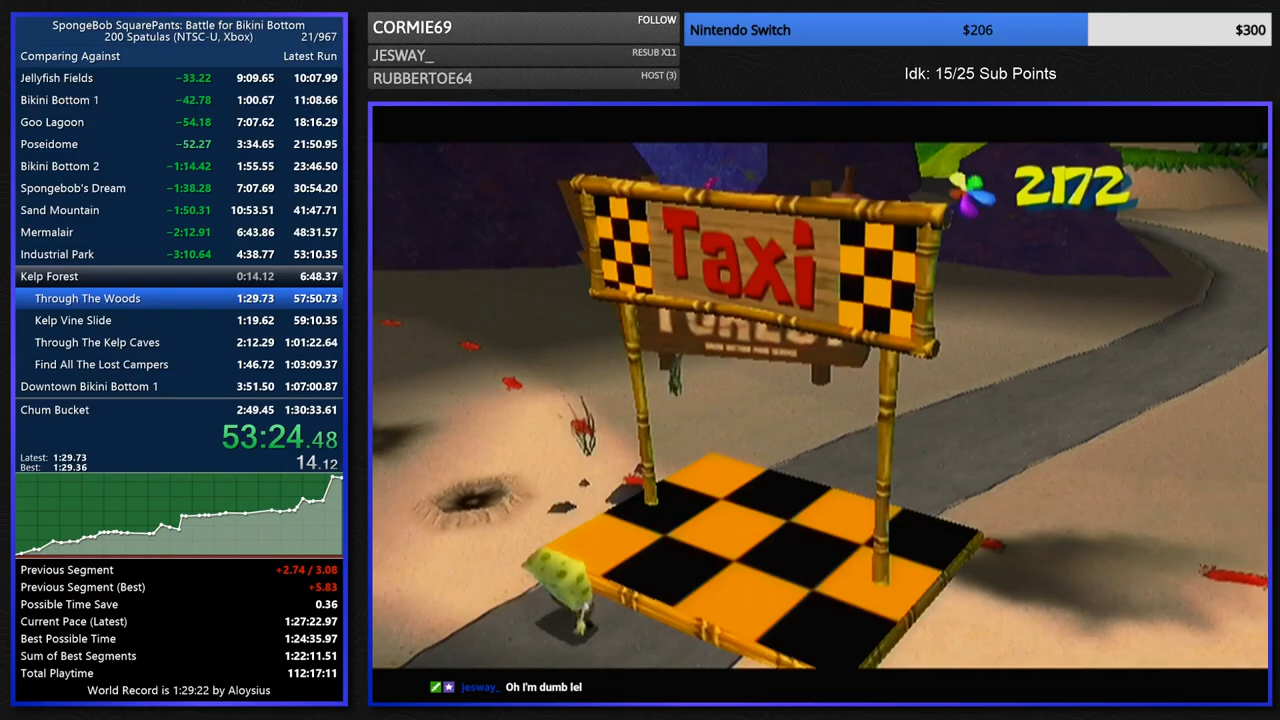 SpongeBob SquarePants: Battle for Bikini Bottom
200 Spatulas (NTSC-U, Xbox) 21/967
Comparing Against Latest Run
Jellyfish Fields −33.22 9:09.65 10:07.99
Bikini Bottom 1 −42.78 1:00.67 11:08.66
Goo Lagoon −54.18 7:07.62 18:16.29
Poseidome −52.27 3:34.65 21:50.95
Bikini Bottom 2 −1:14.42 1:55.55 23:46.50
Spongebob's Dream −1:38.28 7:07.69 30:54.20
Sand Mountain −1:50.31 10:53.51 41:47.71
Mermalair −2:12.91 6:43.86 48:31.57
Industrial Park −3:10.64 4:38.77 53:10.35
Kelp Forest 0:14.12 6:48.37
Through The Woods 1:29.73 57:50.73
Kelp Vine Slide 1:19.62 59:10.35
Through The Kelp Caves 2:12.29 1:01:22.64
Find All The Lost Campers 1:46.72 1:03:09.37
Downtown Bikini Bottom 1 3:51.50 1:07:00.87
Chum Bucket 2:49.45 1:30:33.61
53:24.48
Latest: 1:29.73
Best: 1:29.36
14.12
Previous Segment +2.74 / 3.08
Previous Segment (Best) +5.83
Possible Time Save 0.36
Current Pace (Latest) 1:27:22.97
Best Possible Time 1:24:35.97
Sum of Best Segments 1:22:11.51
Total Playtime 112:17:11
World Record is 1:29:22 by Aloysius
CORMIE69 FOLLOW
JESWAY_ RESUB X11
RUBBERTOE64 HOST (3)
Nintendo Switch $206 $300
Idk: 15/25 Sub Points
2172
Taxi
FOREST
jesway_ Oh I'm dumb lel